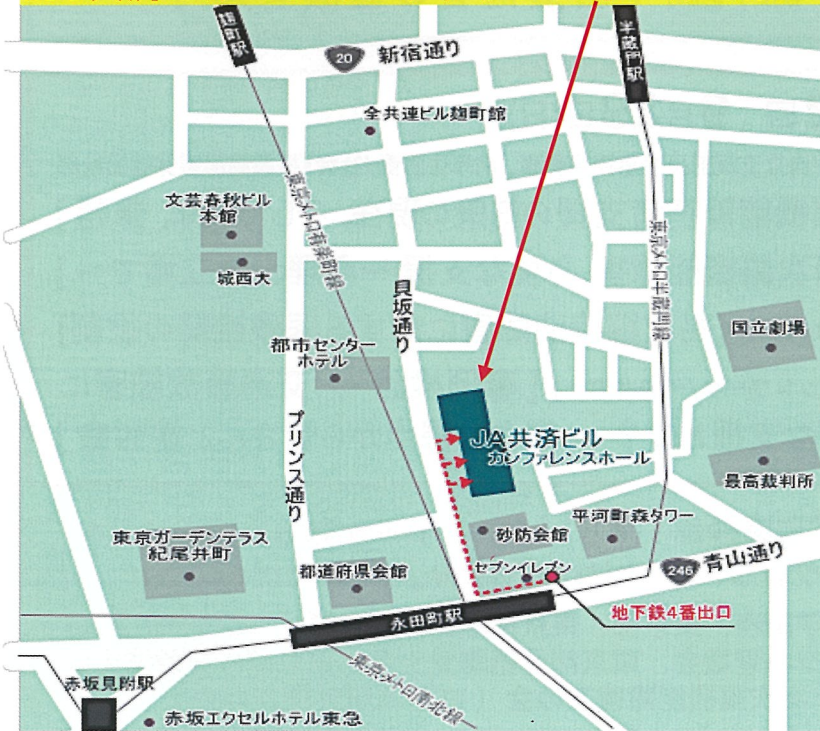 麹町駅
半蔵門駅
20
新宿通り
全共連ビル麹町館
文芸春秋ビル
本館
東京メトロ有楽町線
城西大
東京メトロ半蔵門線
貝坂通り
国立劇場
都市センター
ホテル
プリンス通り
JA共済ビル
カンファレンスホール
最高裁判所
平河町森タワー
砂防会館
東京ガーデンテラス
紀尾井町
都道府県会館
セブンイレブン
246
青山通り
地下鉄4番出口
永田町駅
東京メトロ南北線
赤坂見附駅
赤坂エクセルホテル東急